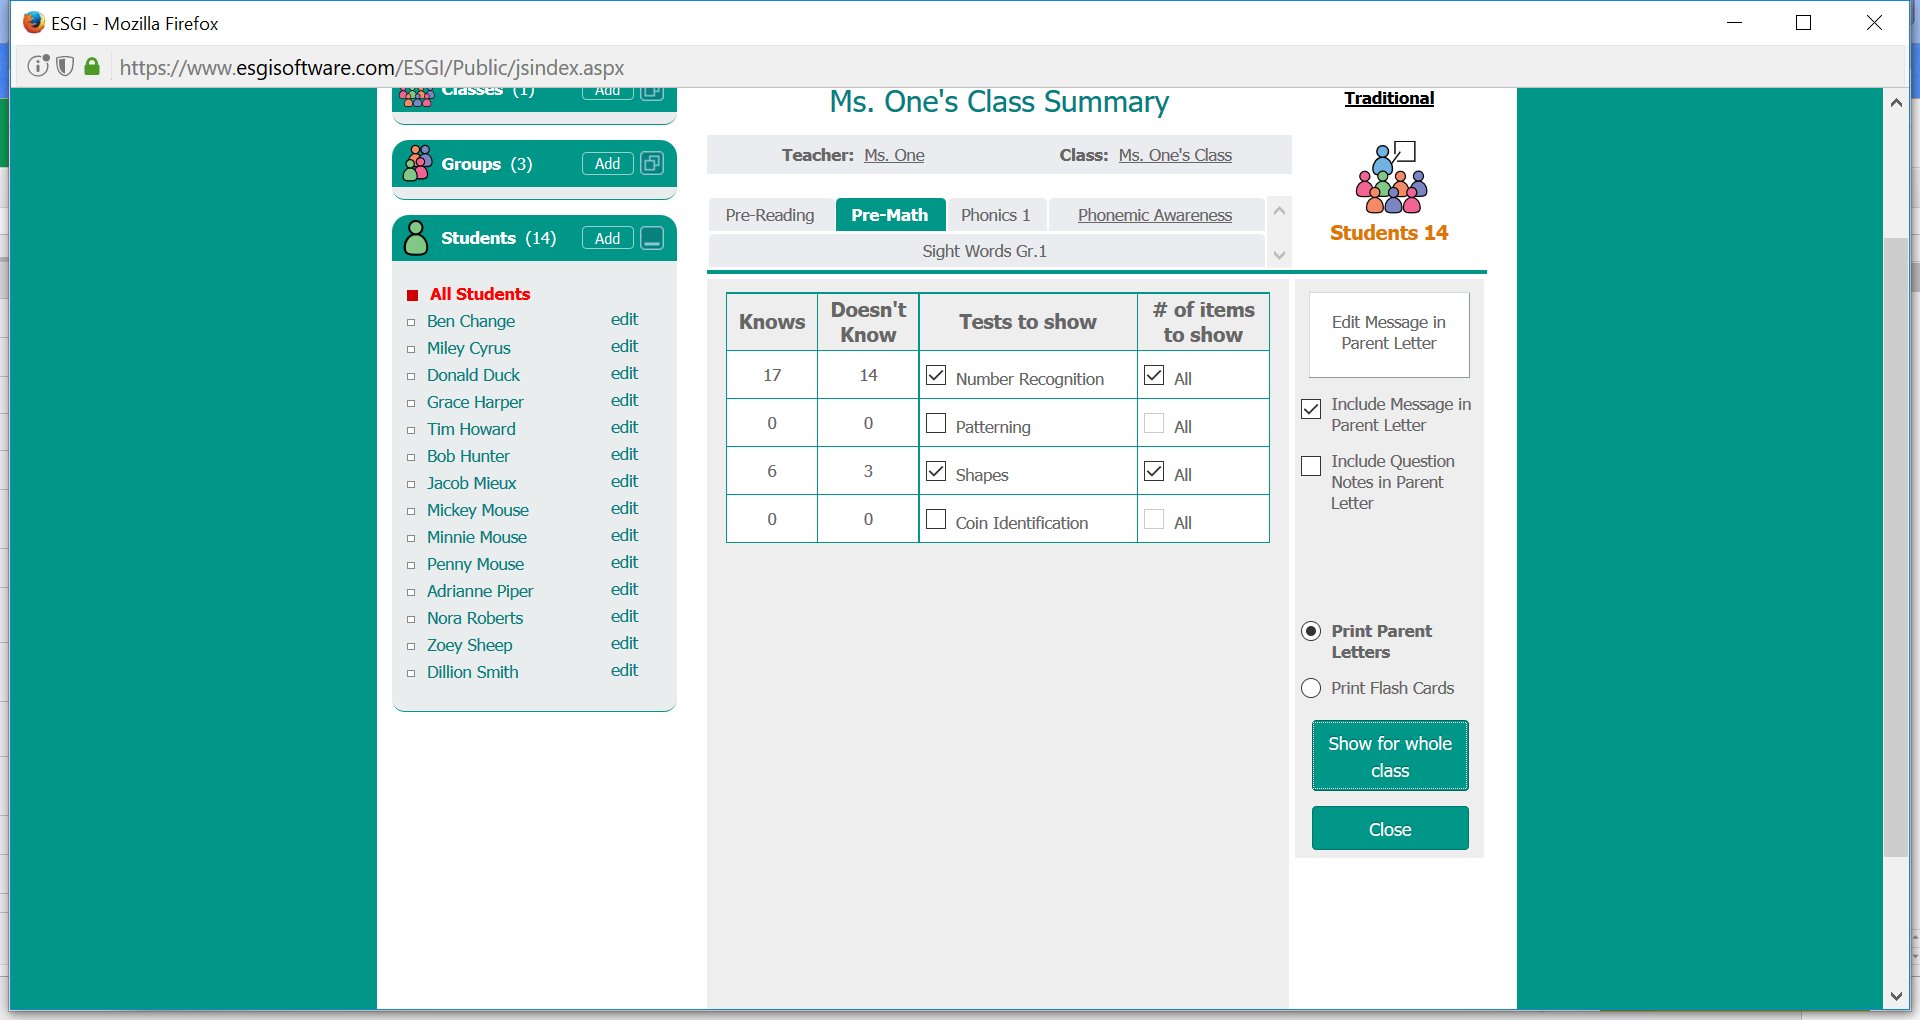 ESGI - Mozilla Firefox
https://www.esgisoftware.com/ESGI/Public/jsindex.aspx
Classes (1)
Add
Groups (3)
Add
Students (14)
Add
All Students
Ben Change edit
Miley Cyrus edit
Donald Duck edit
Grace Harper edit
Tim Howard edit
Bob Hunter edit
Jacob Mieux edit
Mickey Mouse edit
Minnie Mouse edit
Penny Mouse edit
Adrianne Piper edit
Nora Roberts edit
Zoey Sheep edit
Dillion Smith edit
Ms. One's Class Summary
Teacher: Ms. One Class: Ms. One's Class
Pre-Reading Pre-Math Phonics 1 Phonemic Awareness
Sight Words Gr.1
Knows Doesn't Know Tests to show # of items to show
17 14 Number Recognition All
0 0 Patterning All
6 3 Shapes All
0 0 Coin Identification All
Traditional
Students 14
Edit Message in
Parent Letter
Include Message in
Parent Letter
Include Question
Notes in Parent
Letter
Print Parent
Letters
Print Flash Cards
Show for whole
class
Close